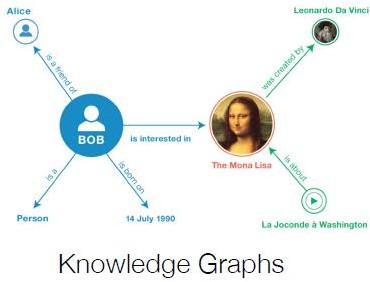 Alice
Leonardo Da Vinci
is a friend of
was created by
BOB
is interested in
The Mona Lisa
is a
is born on
is about
Person
14 July 1990
La Joconde à Washington
Knowledge Graphs